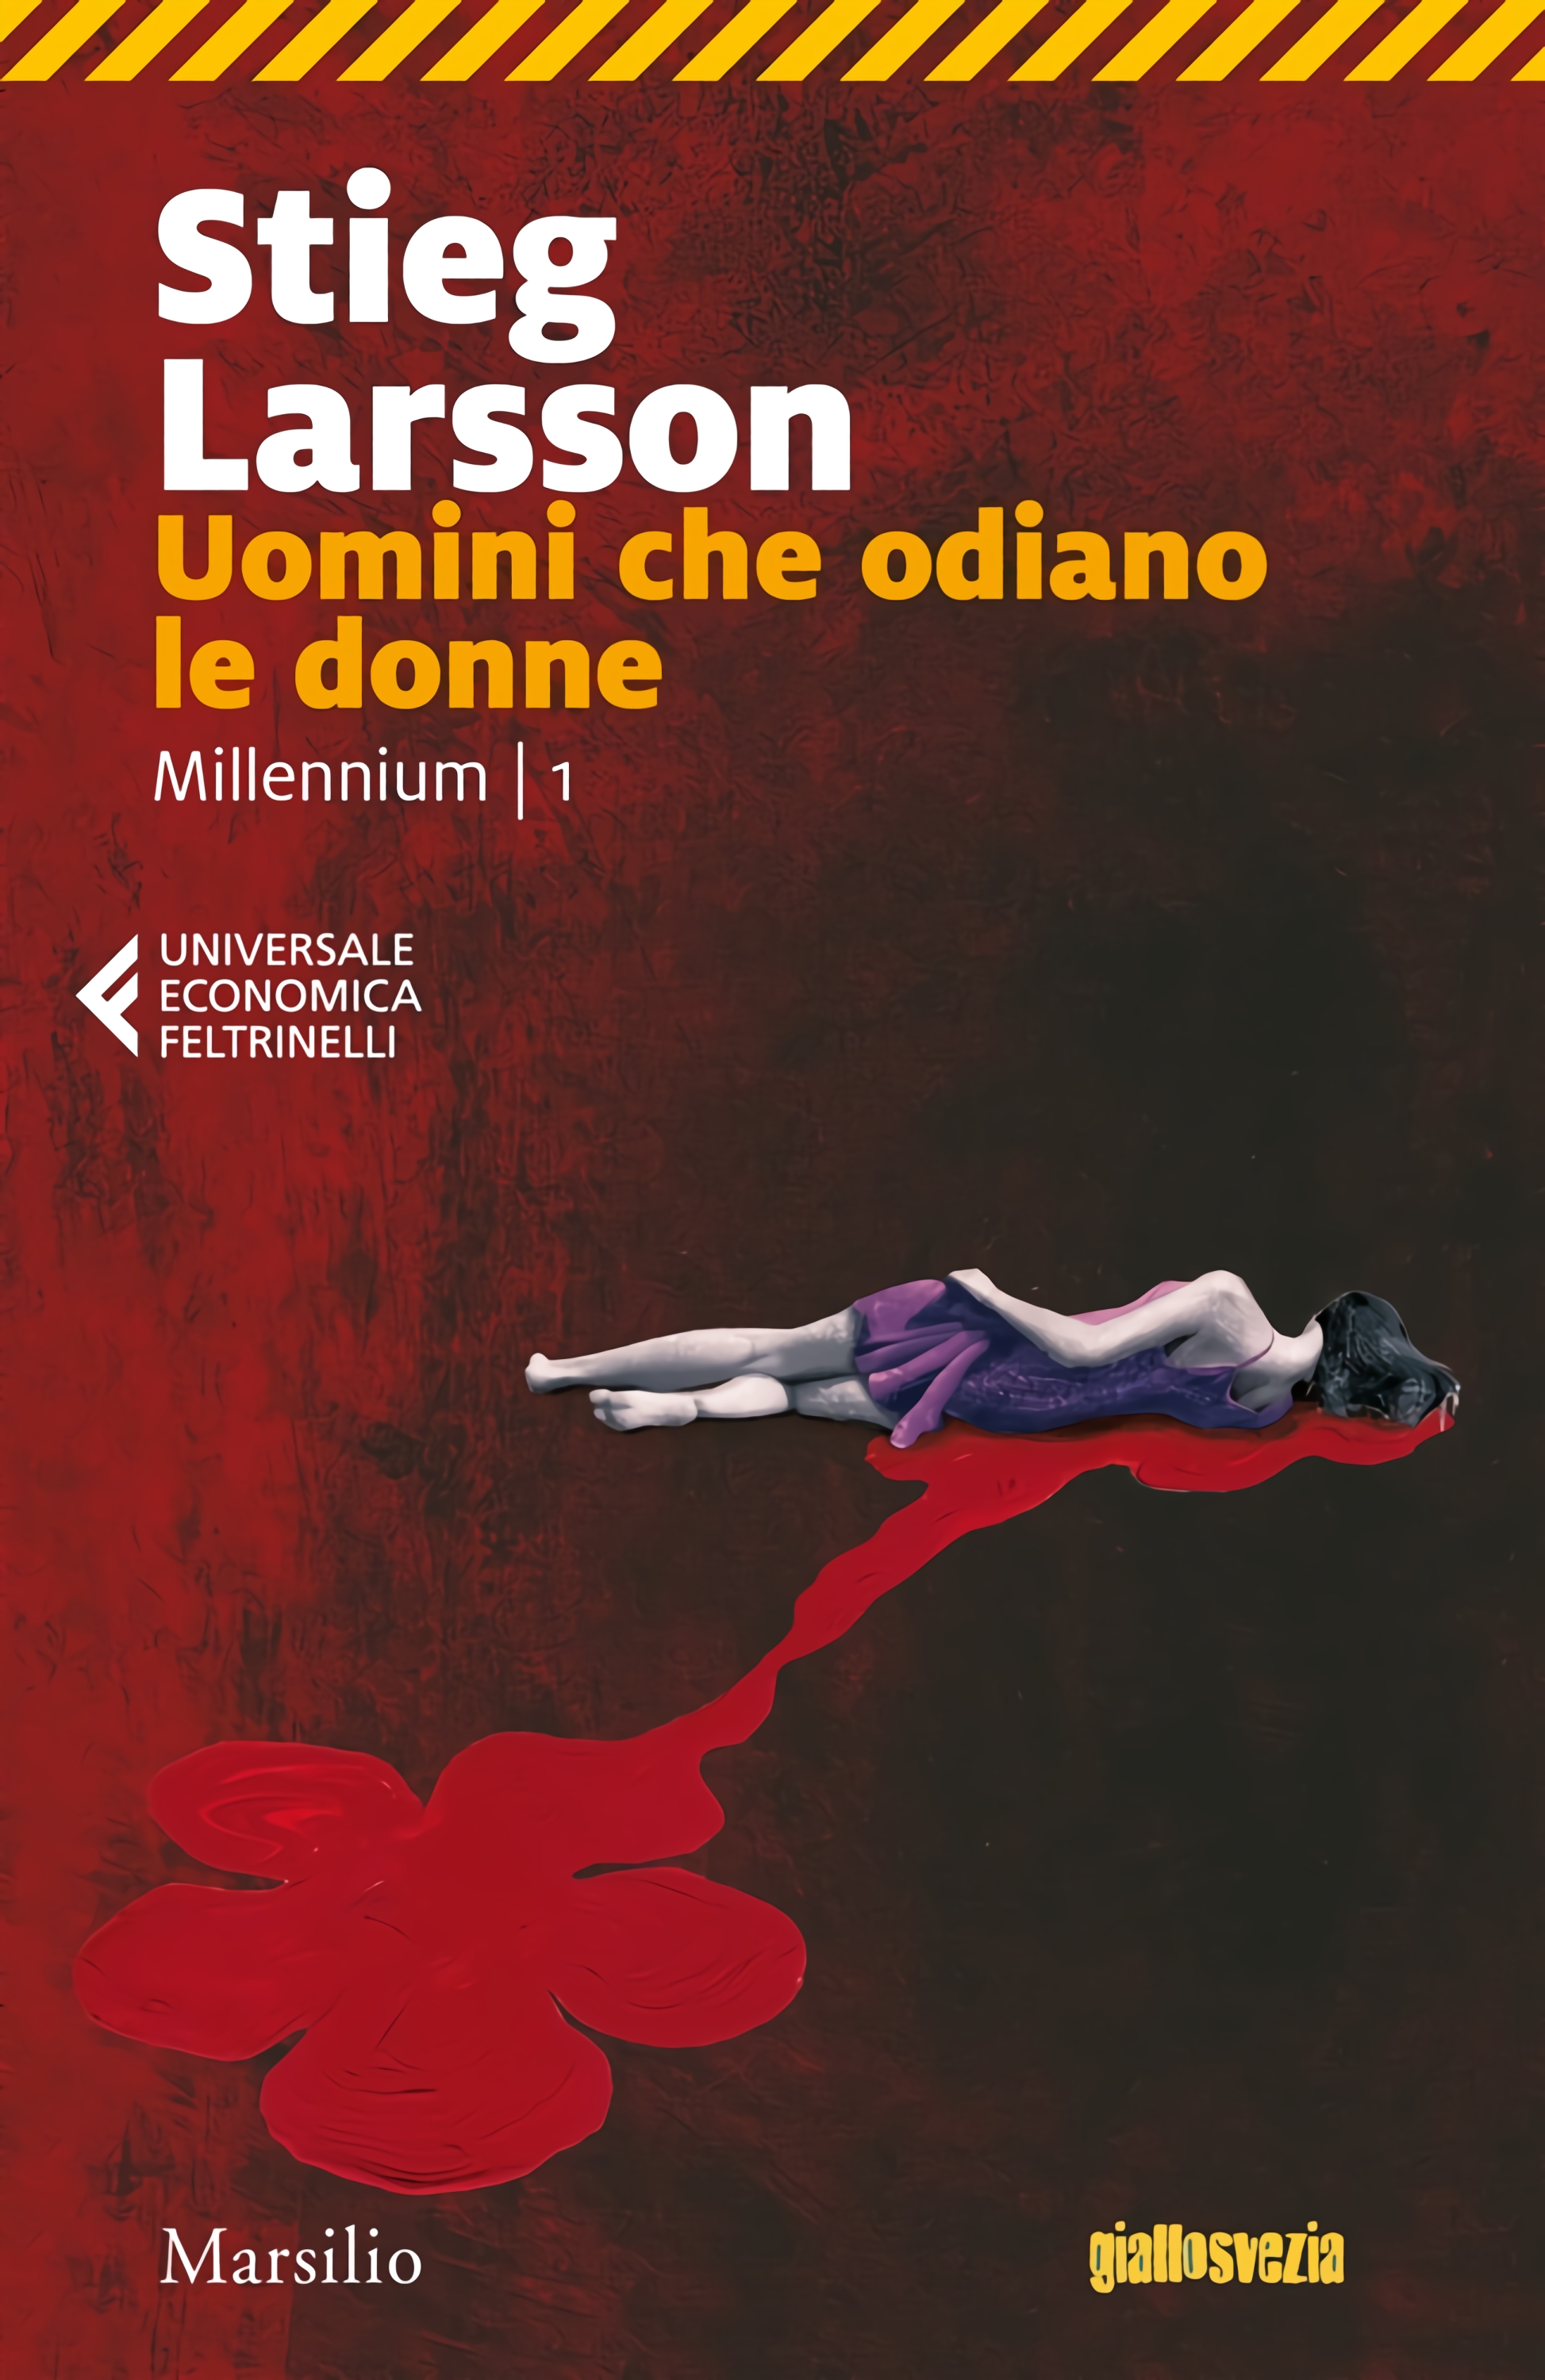 Stieg
Larsson
Uomini che odiano
le donne
Millennium | 1
UNIVERSALE
ECONOMICA
FELTRINELLI
Marsilio
giallosvezia